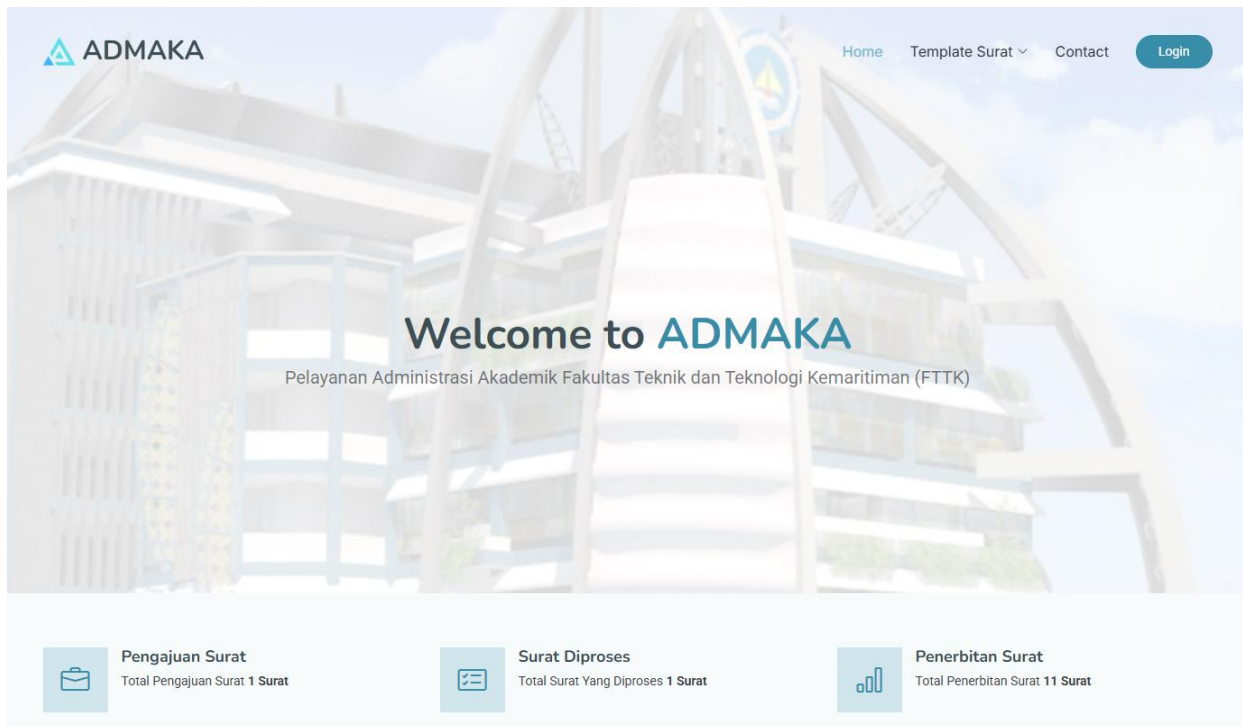 ADMAKA
Home
Template Surat
Contact
Login
Welcome to ADMAKA
Pelayanan Administrasi Akademik Fakultas Teknik dan Teknologi Kemaritiman (FTTK)
Pengajuan Surat
Total Pengajuan Surat 1 Surat
Surat Diproses
Total Surat Yang Diproses 1 Surat
Penerbitan Surat
Total Penerbitan Surat 11 Surat